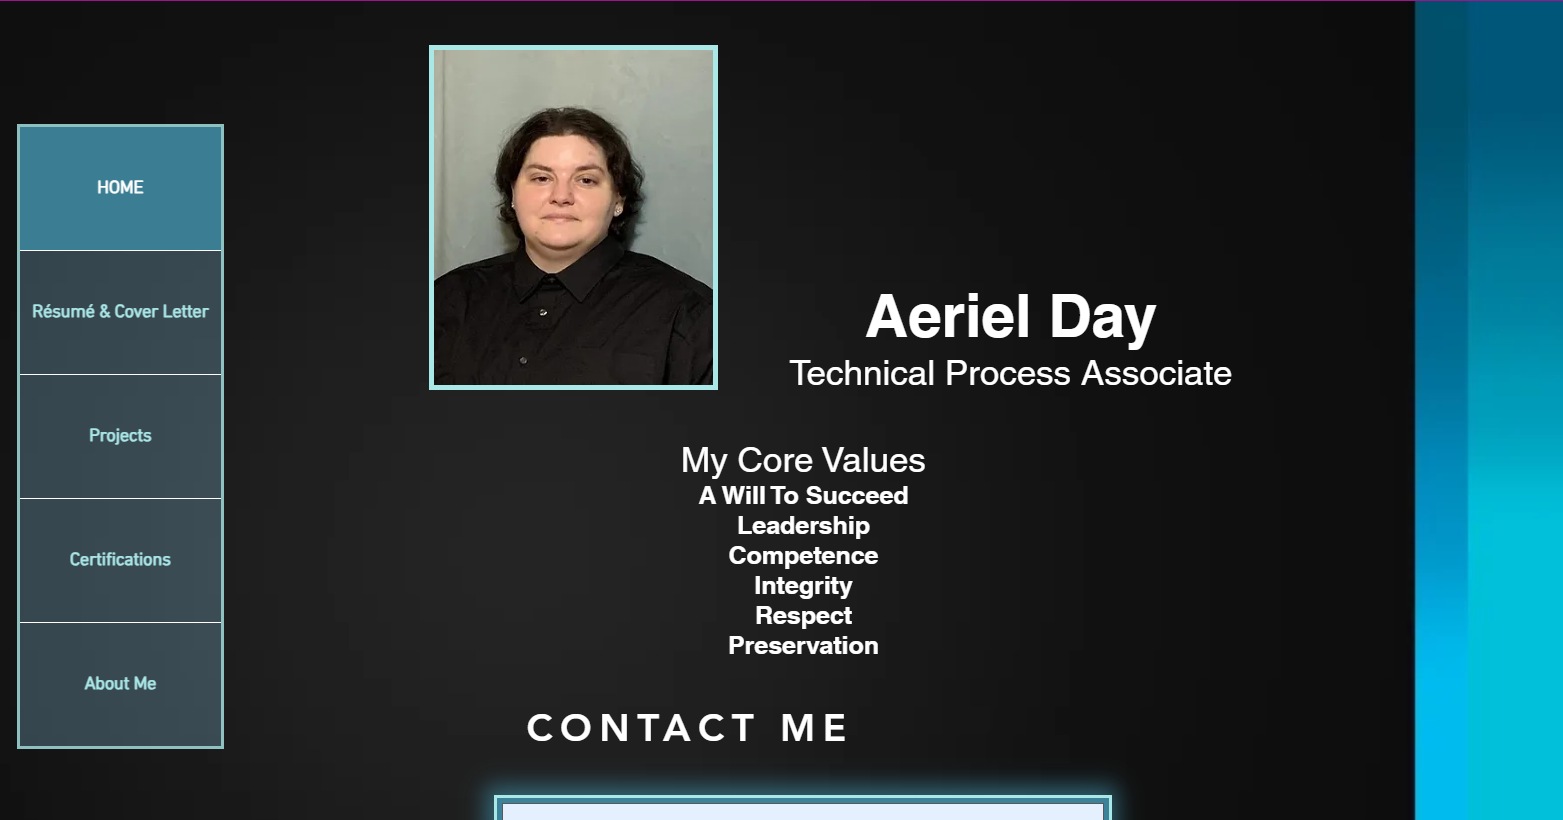 HOME
Résumé & Cover Letter
Projects
Certifications
About Me
Aeriel Day
Technical Process Associate
My Core Values
A Will To Succeed
Leadership
Competence
Integrity
Respect
Preservation
CONTACT ME